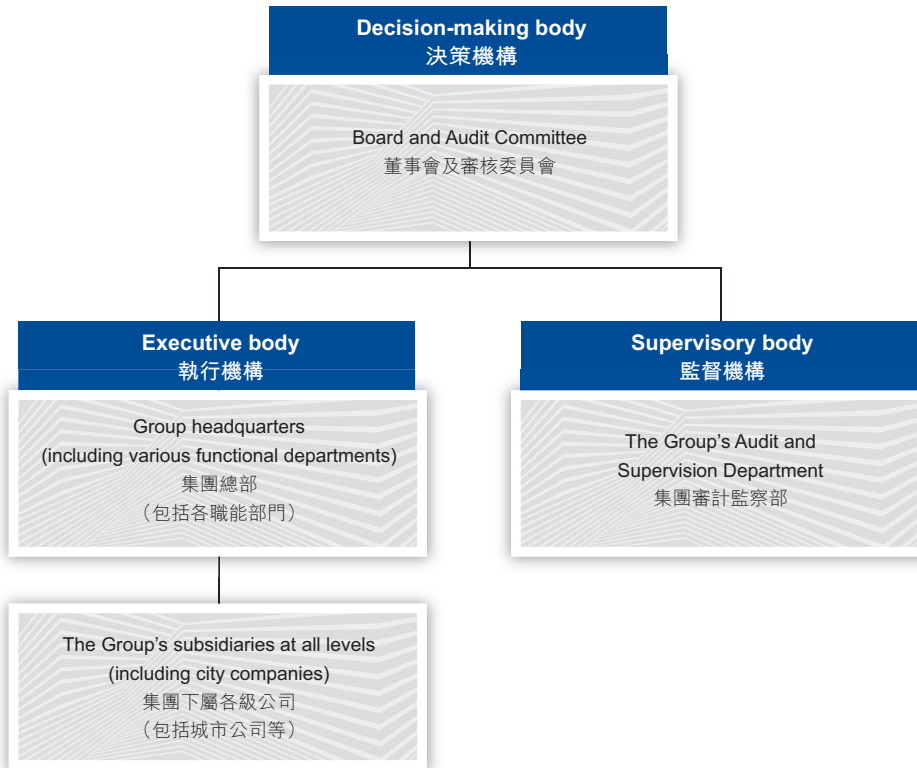 Decision-making body
決策機構
Board and Audit Committee
董事會及審核委員會
Executive body
執行機構
Group headquarters
(including various functional departments)
集團總部
（包括各職能部門）
The Group’s subsidiaries at all levels
(including city companies)
集團下屬各級公司
（包括城市公司等）
Supervisory body
監督機構
The Group’s Audit and
Supervision Department
集團審計監察部